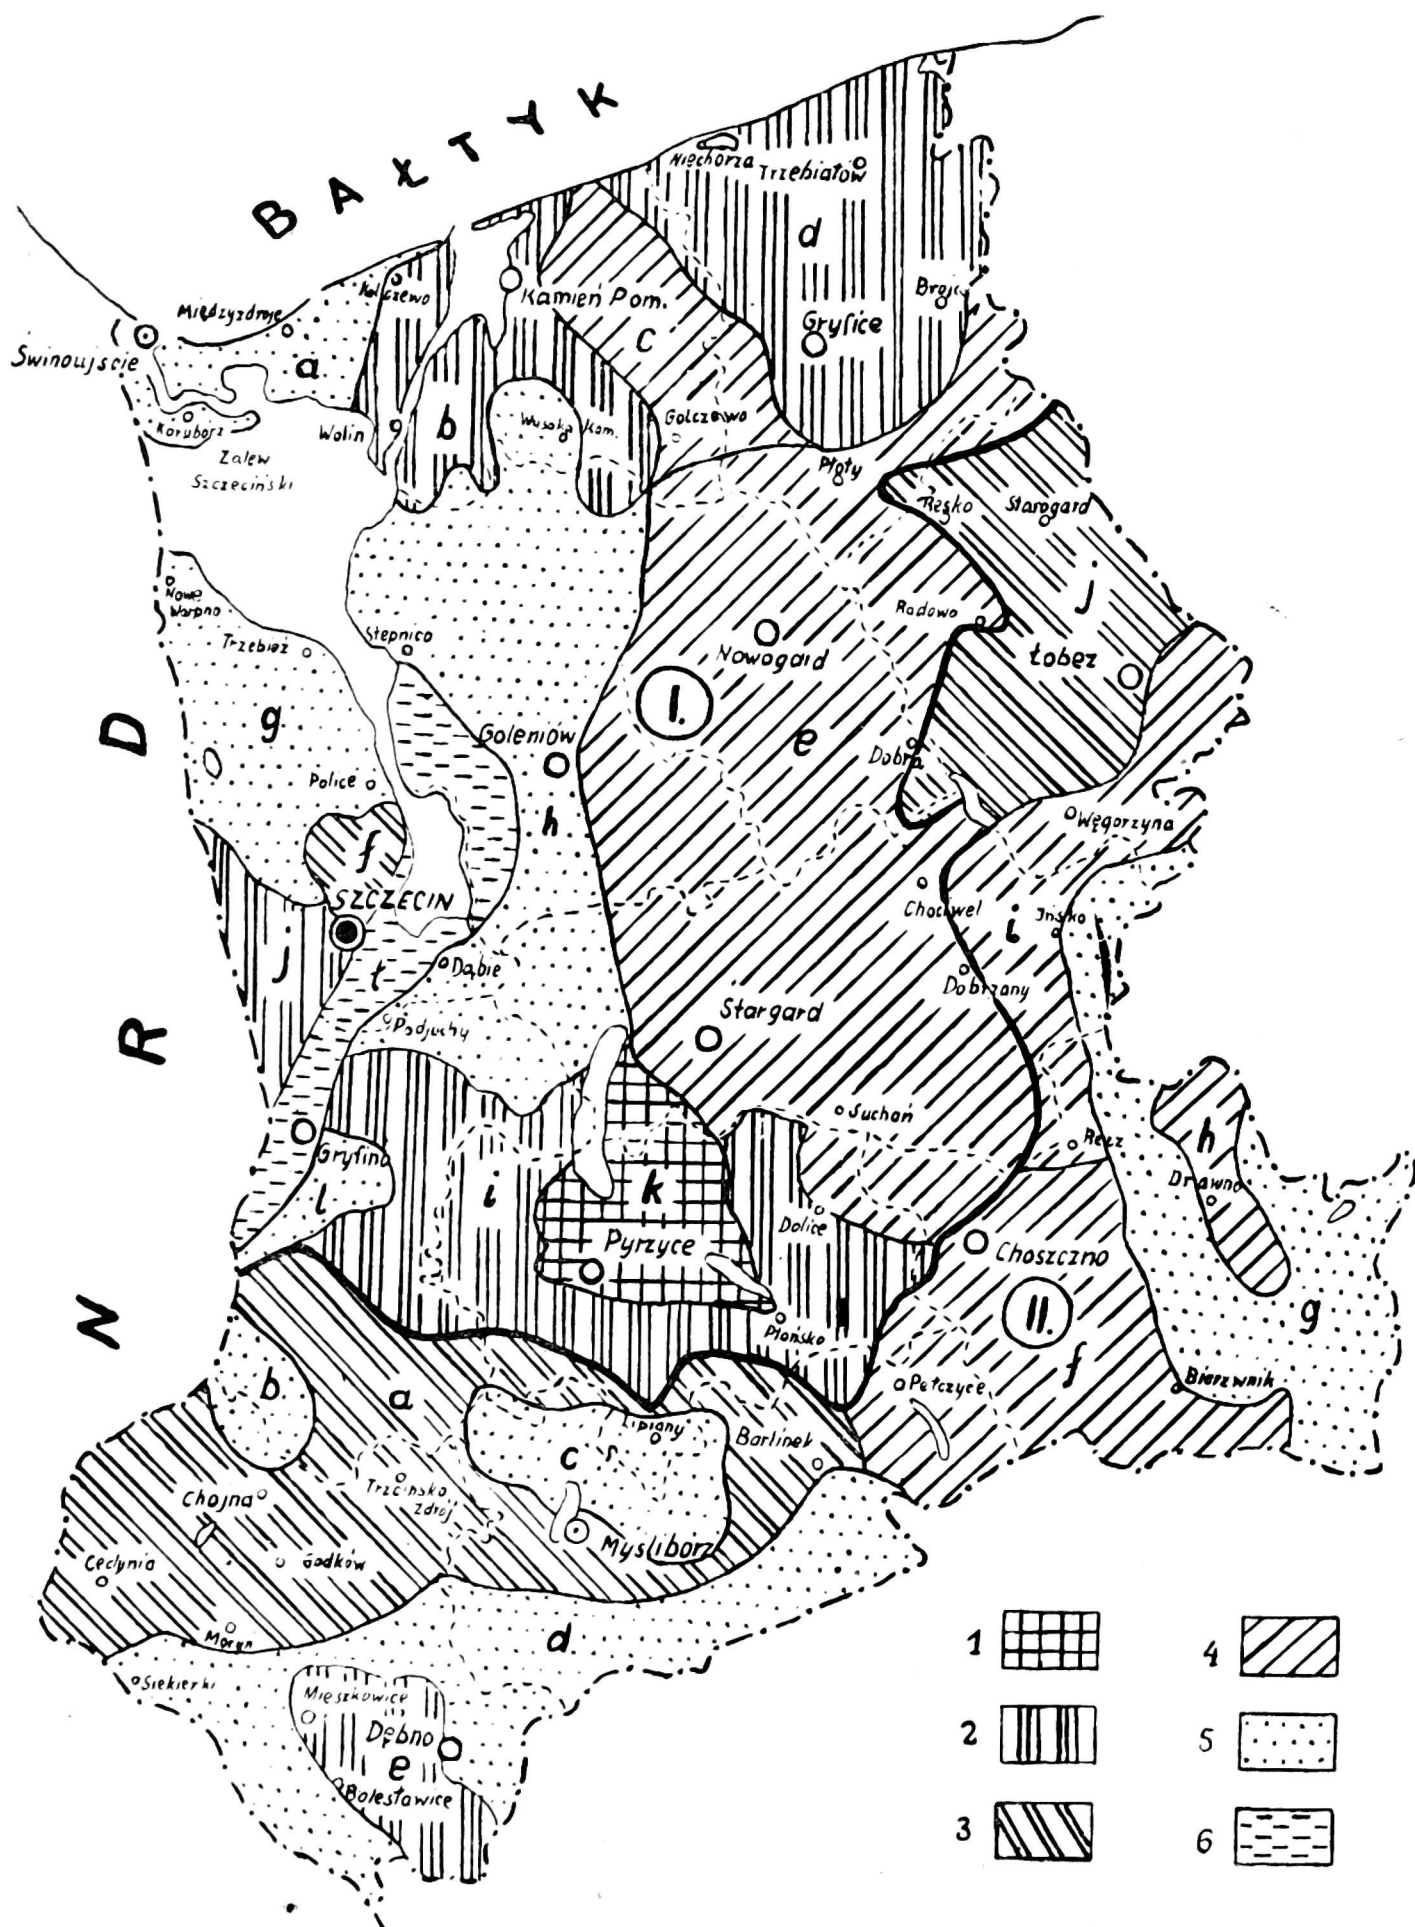 BAŁTYK
Niechorze
Trzebiatów
d
Kołczewo
Kamień Pom.
Brojce
Międzyzdroje
c
Gryfice
Świnoujście
a
Karsibórz
Wolin
b
Wysoka Kam.
Golczewo
Zalew
Szczeciński
Płoty
Resko
Starogard
Nowe
Warpno
j
Radowo
Trzebież
Stepnica
Nowogard
Łobez
I.
g
Goleniów
e
Dobra
Police
h
Węgorzyna
f
SZCZECIN
Chociwel
i
Ińsko
j
ł
Dąbie
Dobrzany
Podjuchy
Stargard
Suchań
Recz
h
Gryfino
k
Drawno
l
i
Dolice
Pyrzyce
Choszczno
II.
g
Płońsko
f
Bierzwnik
b
a
Pełczyce
Lipiany
Barlinek
c
Chojna
Trzcińsko
Zdrój
Myślibórz
Cedynia
Godków
Moryń
d
Siekierki
Mieszkowice
Dębno
e
Bolesławice
NRD
1
4
2
5
3
6